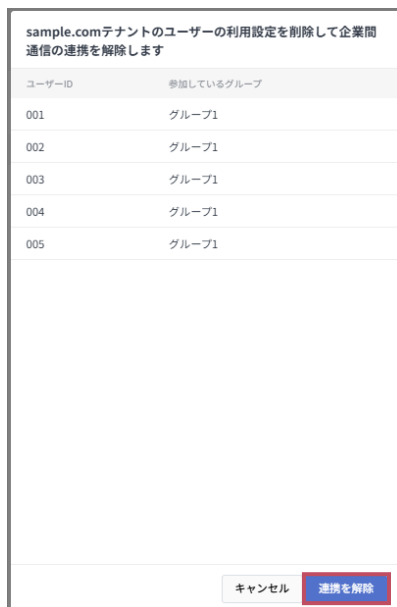 sample.comテナントのユーザーの利用設定を削除して企業間
通信の連携を解除します
ユーザーID 参加しているグループ
001 グループ1
002 グループ1
003 グループ1
004 グループ1
005 グループ1
キャンセル 連携を解除